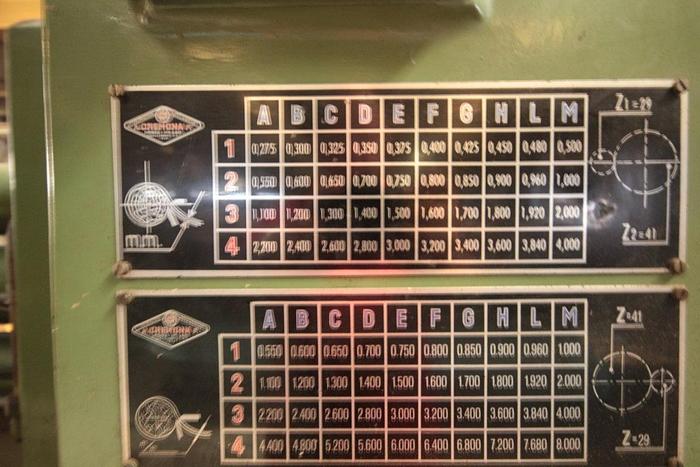 A B C D E F G H L M
Z1=29
CREMONA
1 0,275 0,300 0,325 0,350 0,375 0,400 0,425 0,450 0,480 0,500
2 0,550 0,600 0,650 0,700 0,750 0,800 0,850 0,900 0,960 1,000
3 1,100 1,200 1,300 1,400 1,500 1,600 1,700 1,800 1,920 2,000
mm.
Z2=41
4 2,200 2,400 2,600 2,800 3,000 3,200 3,400 3,600 3,840 4,000
A B C D E F G H L M
Z=41
CREMONA
1 0.550 0.600 0.650 0.700 0.750 0.800 0.850 0.900 0.960 1.000
2 1.100 1.200 1.300 1.400 1.500 1.600 1.700 1.800 1.920 2.000
3 2.200 2.400 2.600 2.800 3.000 3.200 3.400 3.600 3.840 4.000
4 4.400 4.800 5.200 5.600 6.000 6.400 6.800 7.200 7.680 8.000
Z=29